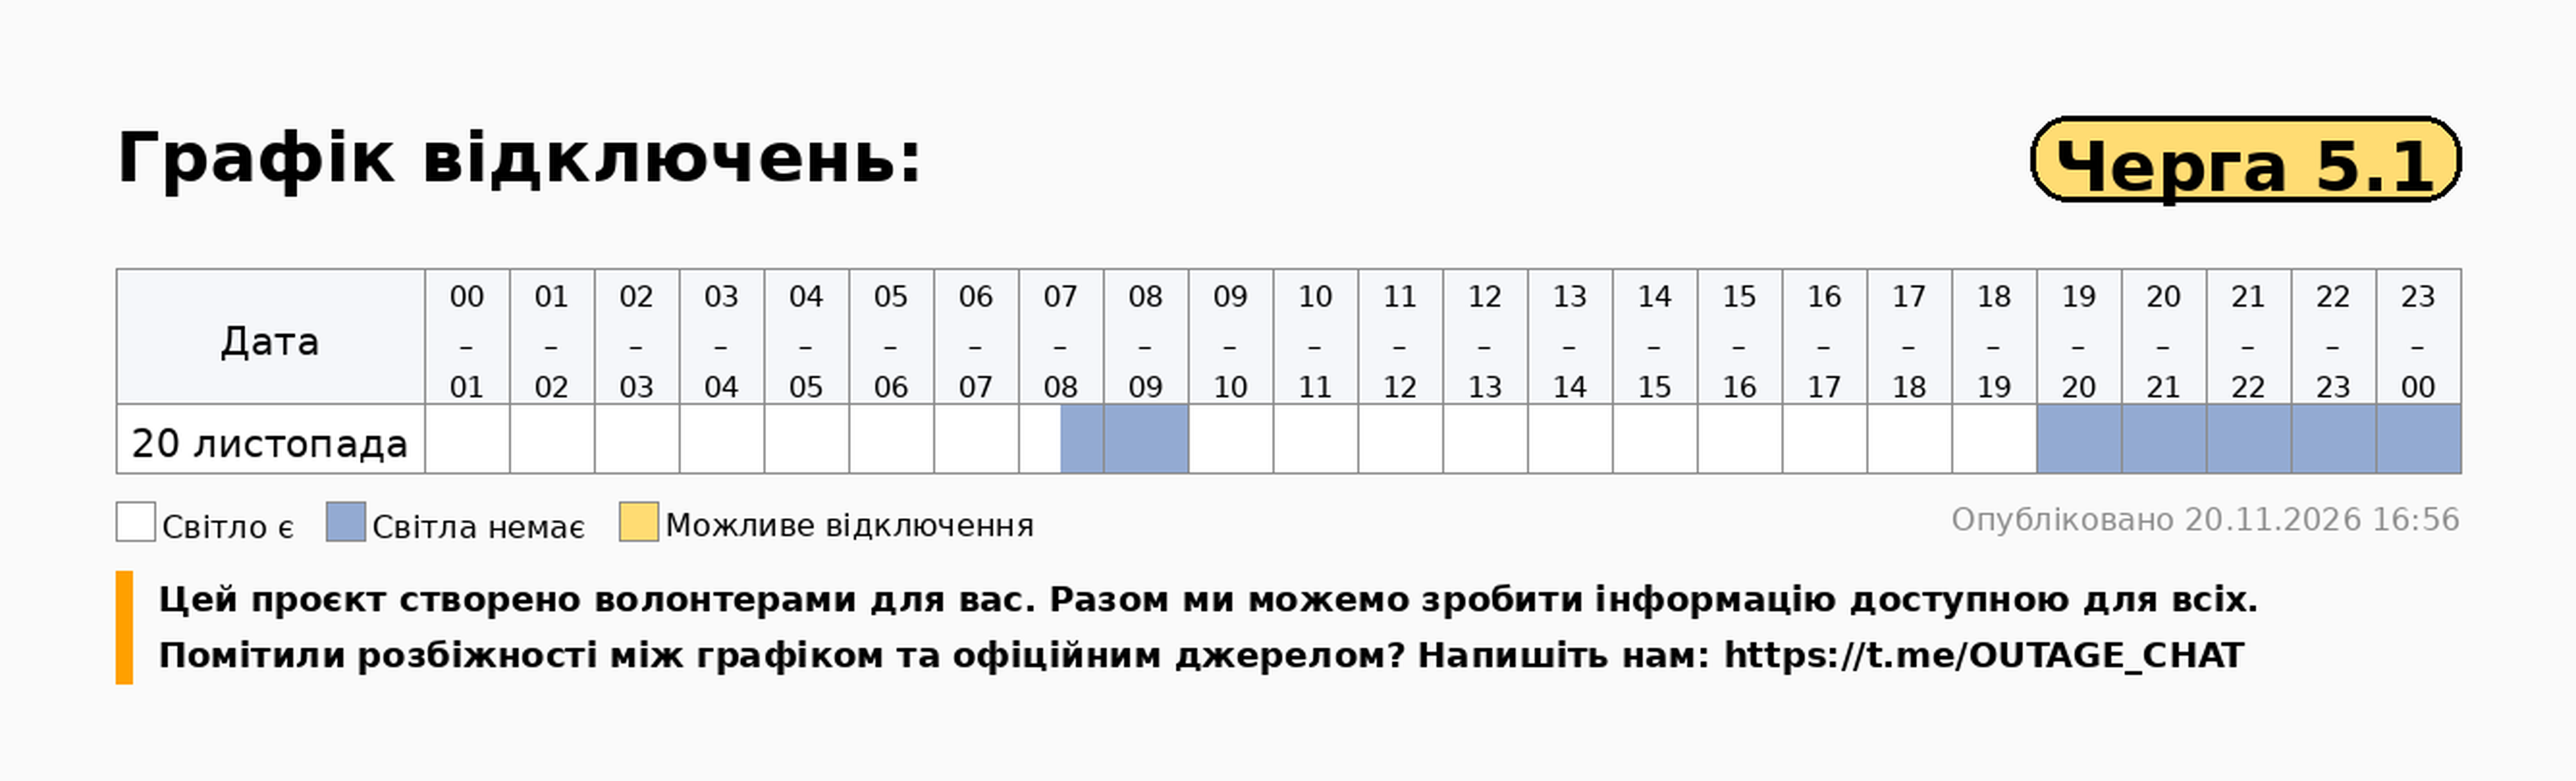 Графік відключень:
Черга 5.1
Дата 00 – 01 01 – 02 02 – 03 03 – 04 04 – 05 05 – 06 06 – 07 07 – 08 08 – 09 09 – 10 10 – 11 11 – 12 12 – 13 13 – 14 14 – 15 15 – 16 16 – 17 17 – 18 18 – 19 19 – 20 20 – 21 21 – 22 22 – 23 23 – 00
20 листопада
Світло є Світла немає Можливе відключення
Опубліковано 20.11.2026 16:56
Цей проєкт створено волонтерами для вас. Разом ми можемо зробити інформацію доступною для всіх.
Помітили розбіжності між графіком та офіційним джерелом? Напишіть нам: https://t.me/OUTAGE_CHAT